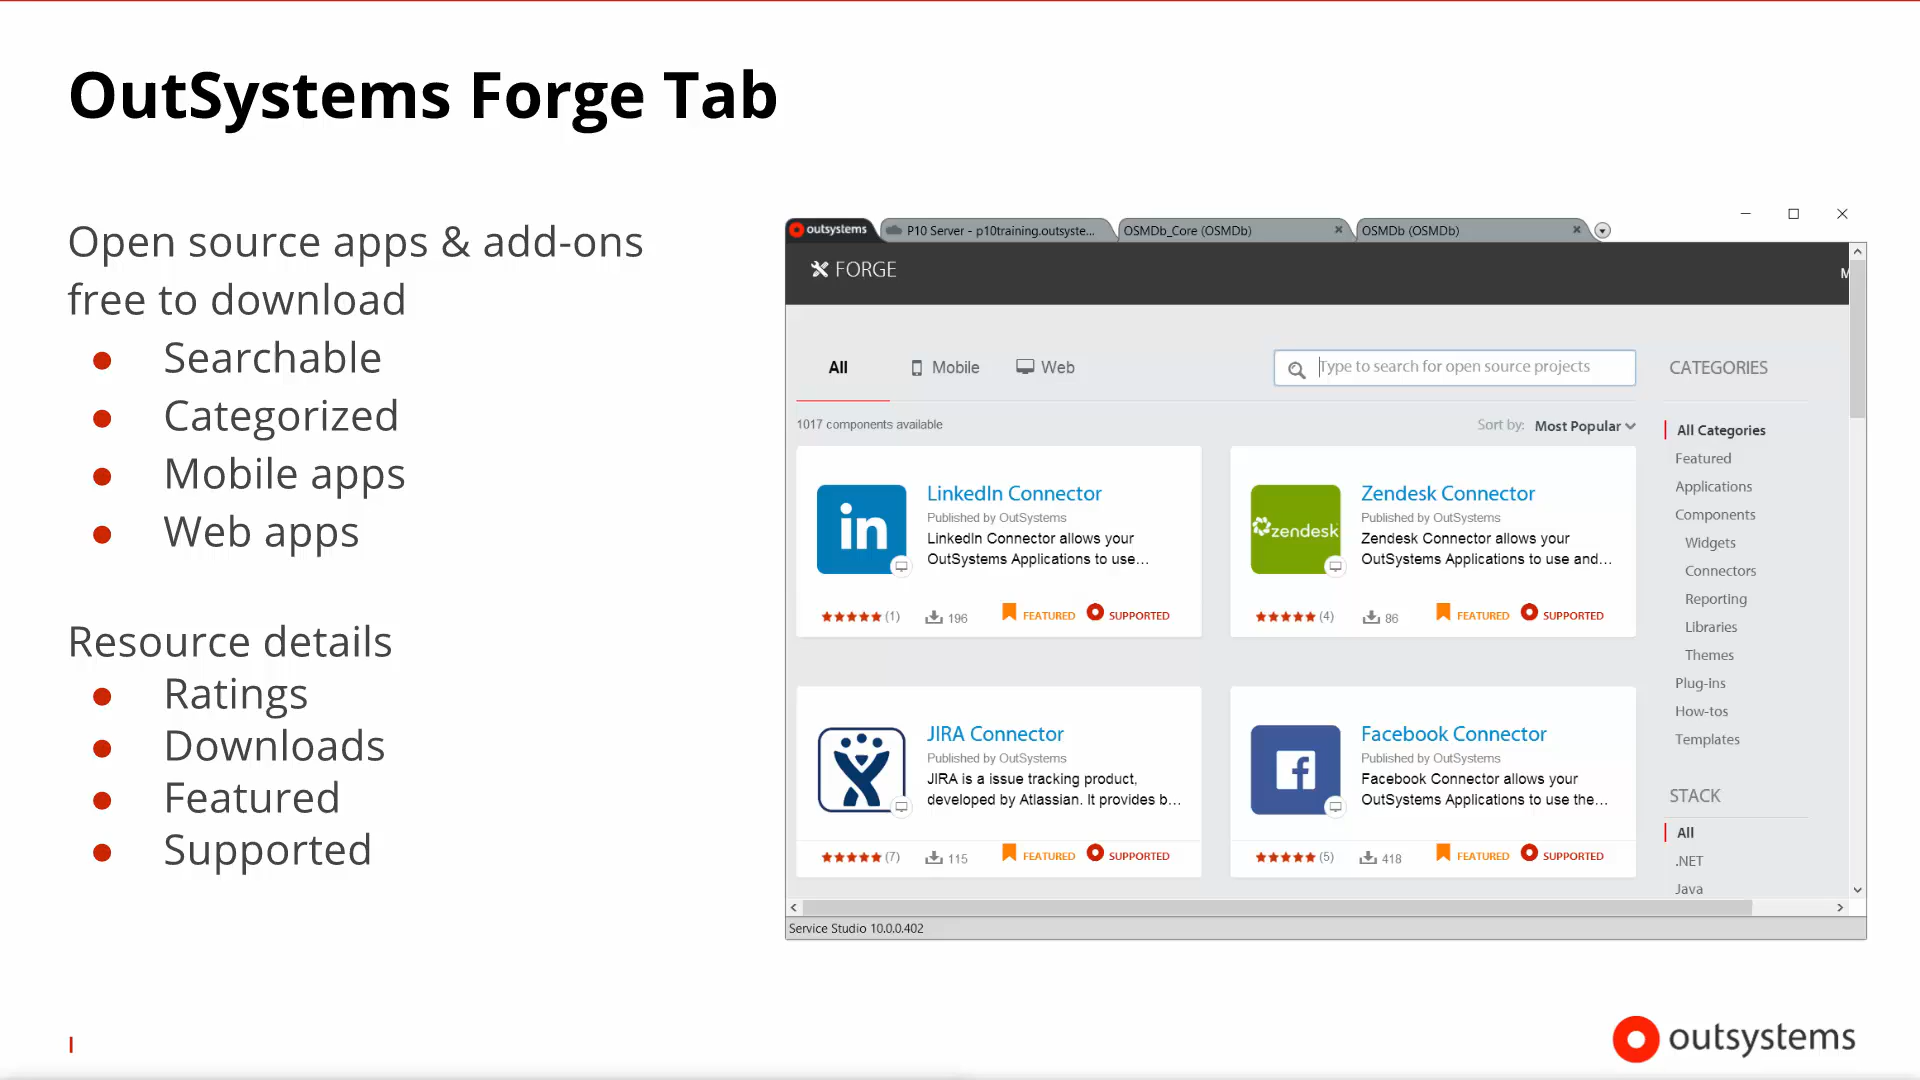 OutSystems Forge Tab
Open source apps & add-ons
free to download
● Searchable
● Categorized
● Mobile apps
● Web apps
Resource details
● Ratings
● Downloads
● Featured
● Supported
outsystems
P10 Server - p10training.outsyste...
OSMDb_Core (OSMDb)
OSMDb (OSMDb)
FORGE
M
All
Mobile
Web
Type to search for open source projects
1017 components available
Sort by: Most Popular
LinkedIn Connector
Published by OutSystems
LinkedIn Connector allows your
OutSystems Applications to use...
in
(1)
196
FEATURED
SUPPORTED
Zendesk Connector
Published by OutSystems
Zendesk Connector allows your
OutSystems Applications to use and...
zendesk
(4)
86
FEATURED
SUPPORTED
JIRA Connector
Published by OutSystems
JIRA is a issue tracking product,
developed by Atlassian. It provides b...
(7)
115
FEATURED
SUPPORTED
Facebook Connector
Published by OutSystems
Facebook Connector allows your
OutSystems Applications to use the...
f
(5)
418
FEATURED
SUPPORTED
CATEGORIES
All Categories
Featured
Applications
Components
Widgets
Connectors
Reporting
Libraries
Themes
Plug-ins
How-tos
Templates
STACK
All
.NET
Java
Service Studio 10.0.0.402
outsystems